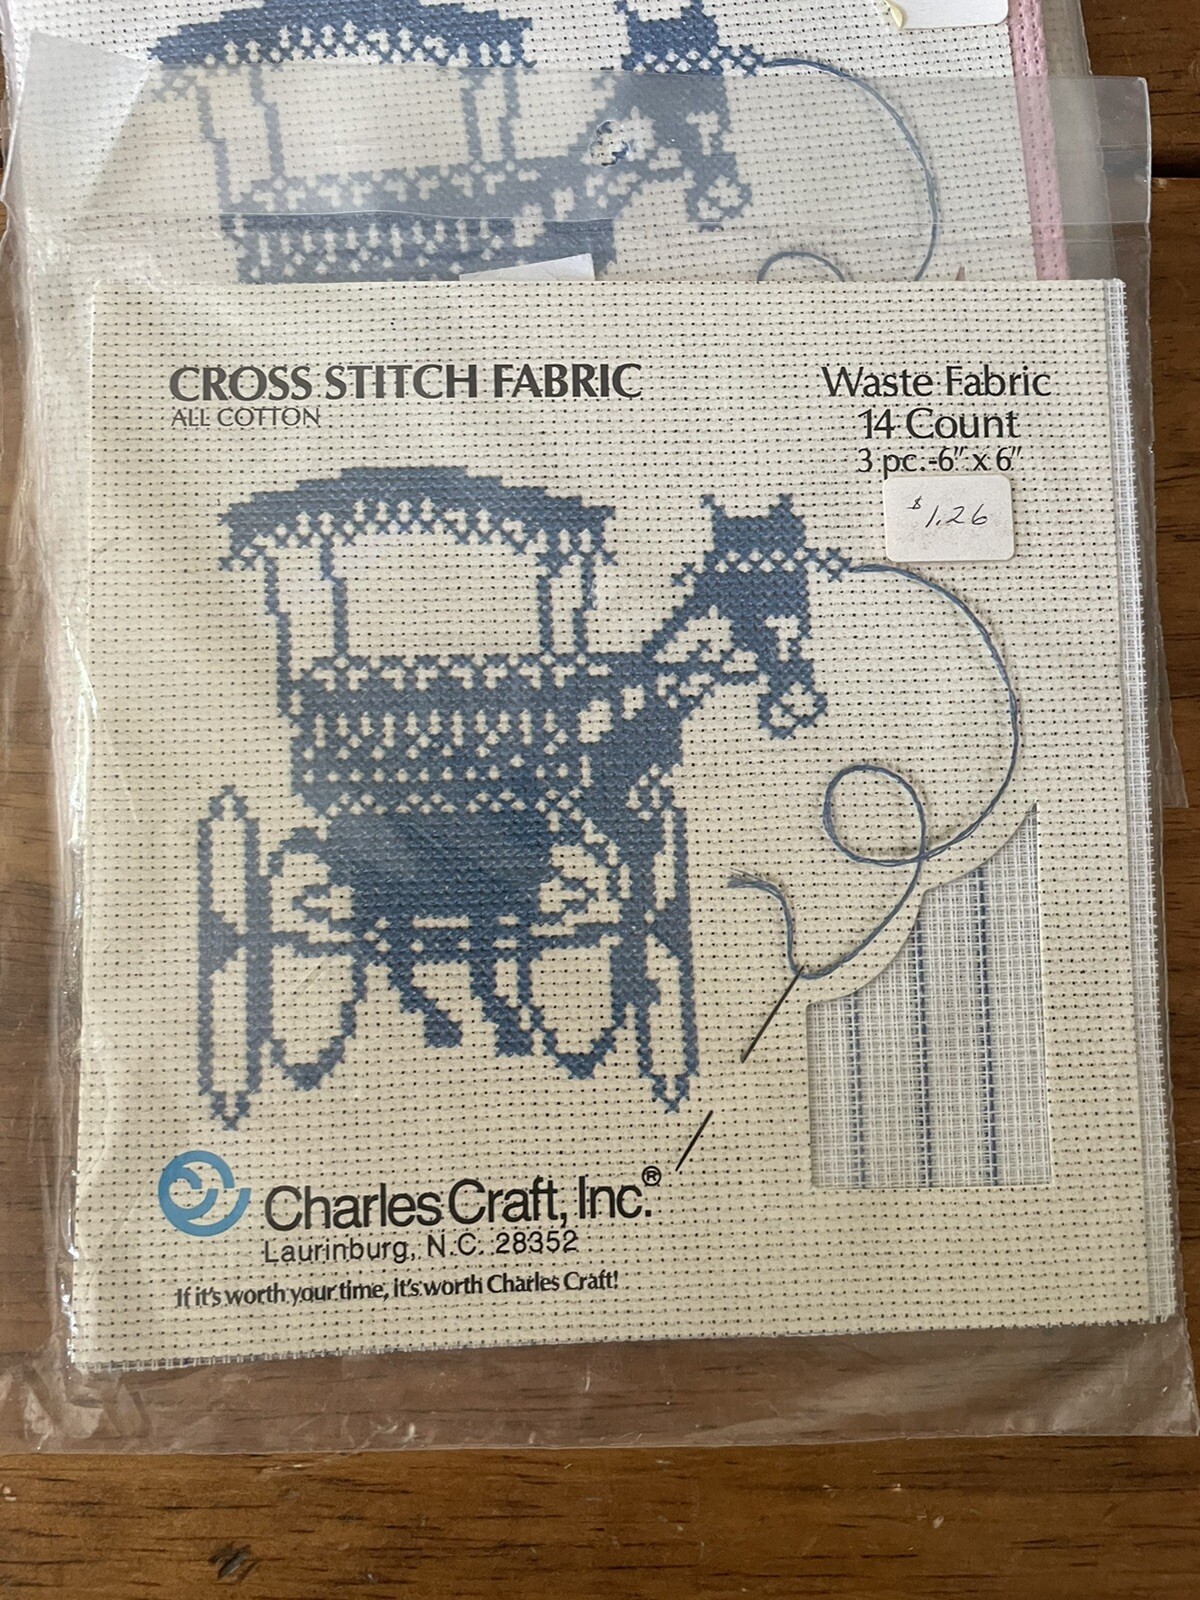 CROSS STITCH FABRIC
ALL COTTON
Waste Fabric
14 Count
3 pc.-6" x 6"
$1.26
Charles Craft, Inc.®
Laurinburg, N.C. 28352
If it's worth your time, it's worth Charles Craft!